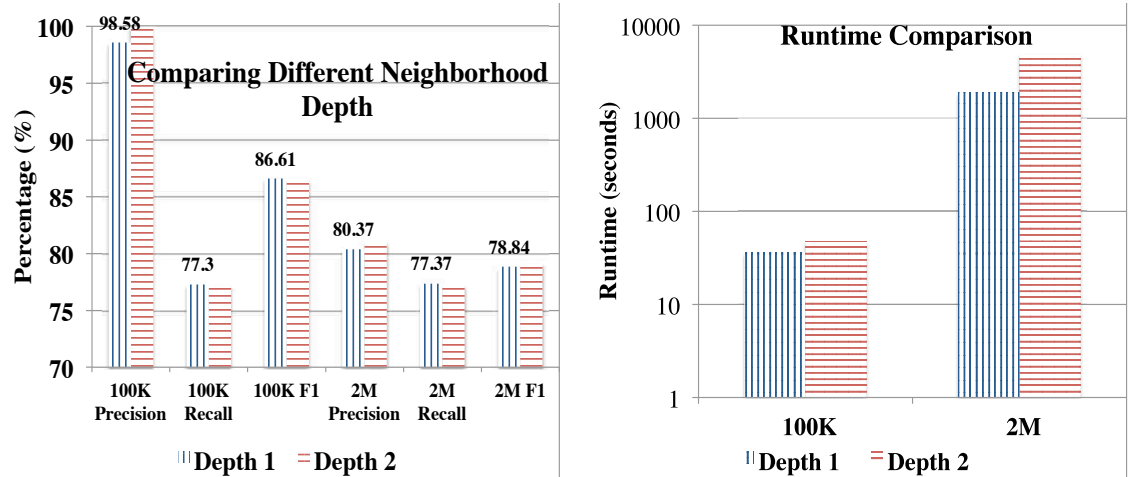 Comparing Different Neighborhood
Depth
Percentage (%)
100
95
90
85
80
75
70
98.58
77.3
86.61
80.37
77.37
78.84
100K
Precision
100K
Recall
100K F1
2M
Precision
2M
Recall
2M F1
Depth 1
Depth 2
Runtime Comparison
Runtime (seconds)
10000
1000
100
10
1
100K
2M
Depth 1
Depth 2